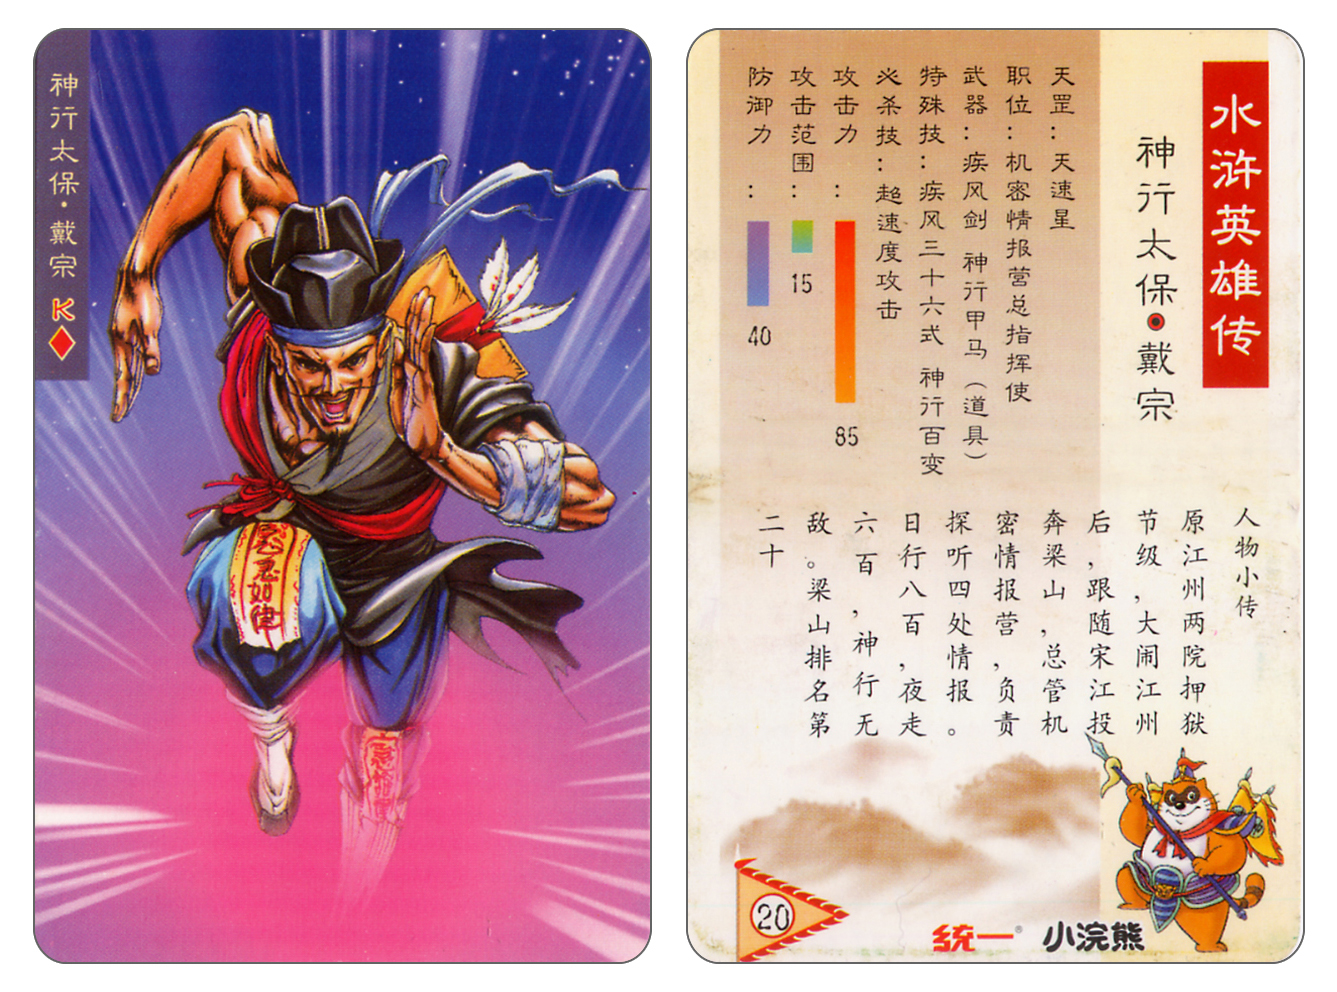 神行太保·戴宗
K
急急如律
急
水浒英雄传
神行太保·戴宗
天罡：天速星
职位：机密情报营总指挥使
武器：疾风剑 神行甲马（道具）
特殊技：疾风三十六式 神行百变
必杀技：超速度攻击
攻击力：
85
攻击范围：
15
防御力：
40
人物小传
原江州两院押狱
节级，大闹江州
后，跟随宋江投
奔梁山，总管机
密情报营，负责
探听四处情报。
日行八百，夜走
六百，神行无
敌。梁山排名第
二十
20
統一® 小浣熊